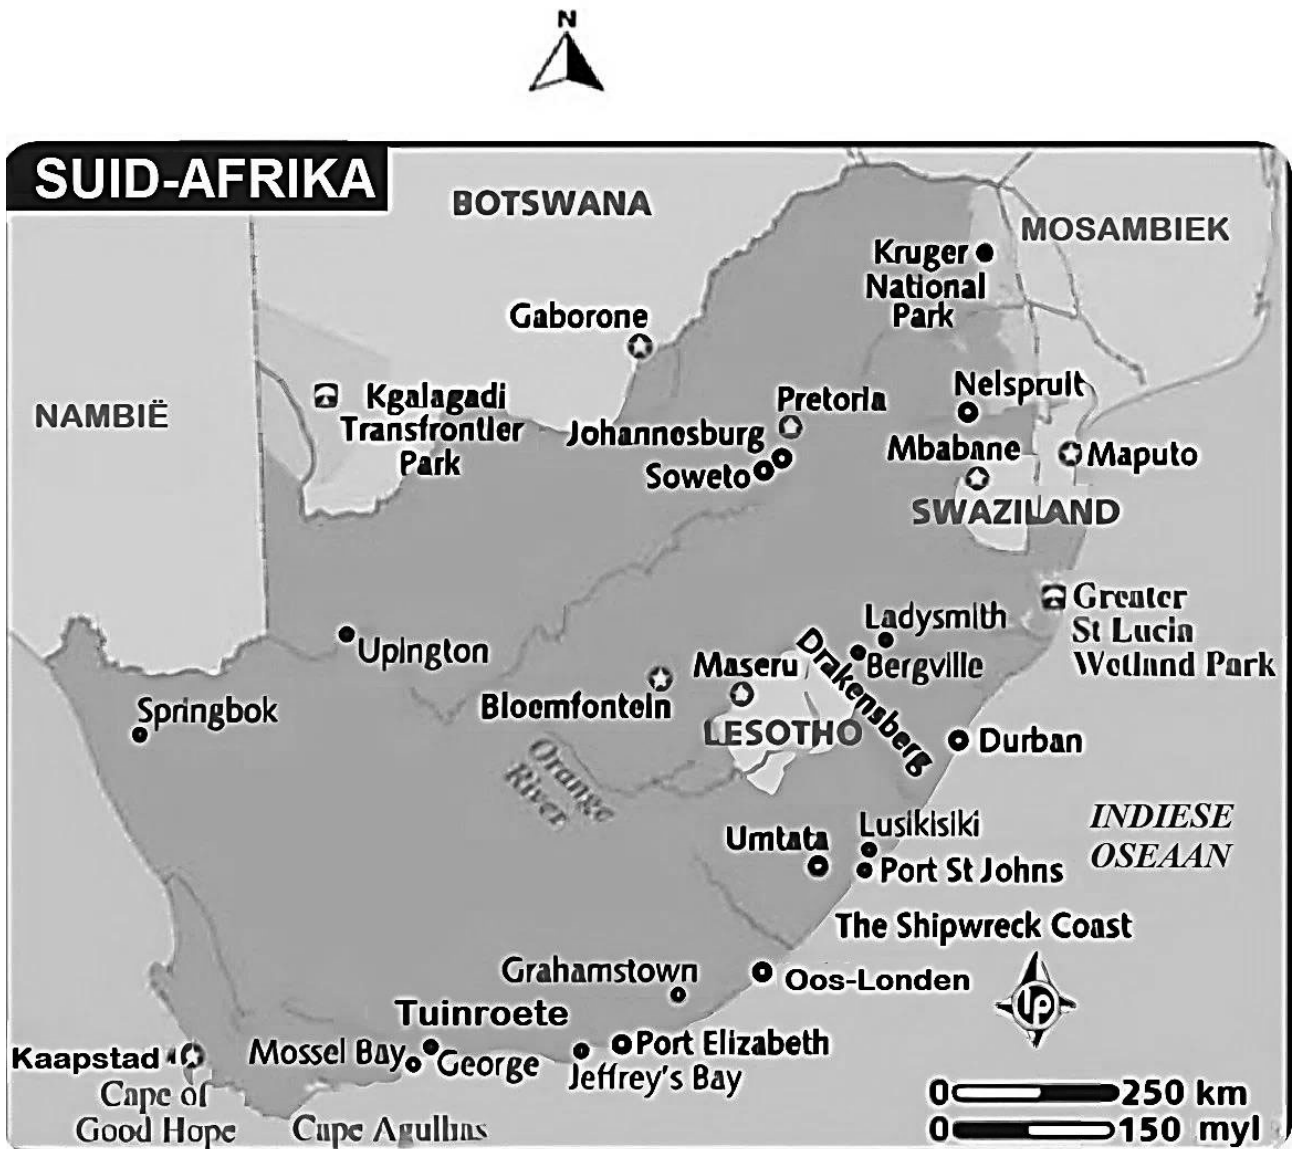 N
SUID-AFRIKA
BOTSWANA
MOSAMBIEK
Kruger
National
Park
Gaborone
NAMBIË
Kgalagadi
Transfrontier
Park
Pretoria
Nelspruit
Johannesburg
Soweto
Mbabane
Maputo
SWAZILAND
Greater
St Lucia
Wetland Park
Ladysmith
Bergville
Drakensberg
Upington
Maseru
Bloemfontein
Springbok
LESOTHO
Durban
Orange
River
INDIESE
OSEAAN
Umtata
Lusikisiki
Port St Johns
The Shipwreck Coast
Grahamstown
Oos-Londen
LP
Tuinroete
Kaapstad
Mossel Bay
George
Port Elizabeth
Jeffrey's Bay
Cape of
Good Hope
Cape Agulhas
0 250 km
0 150 myl